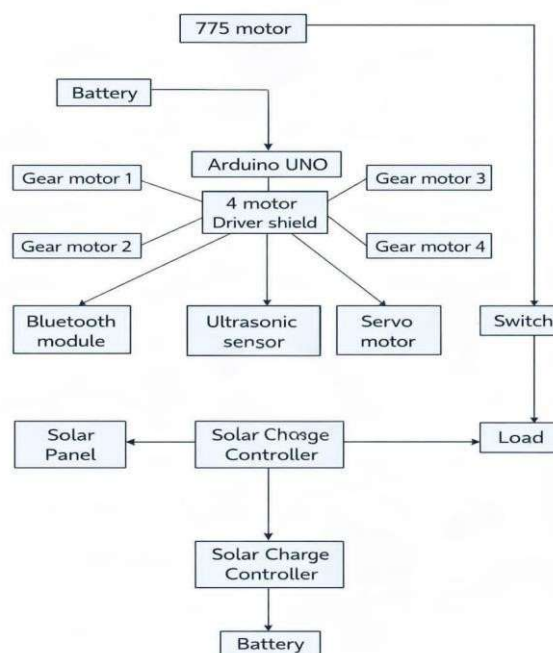 775 motor
Battery
Arduino UNO
Gear motor 1
Gear motor 3
4 motor
Driver shield
Gear motor 2
Gear motor 4
Bluetooth
module
Ultrasonic
sensor
Servo
motor
Switch
Solar
Panel
Solar Charge
Controller
Load
Solar Charge
Controller
Battery